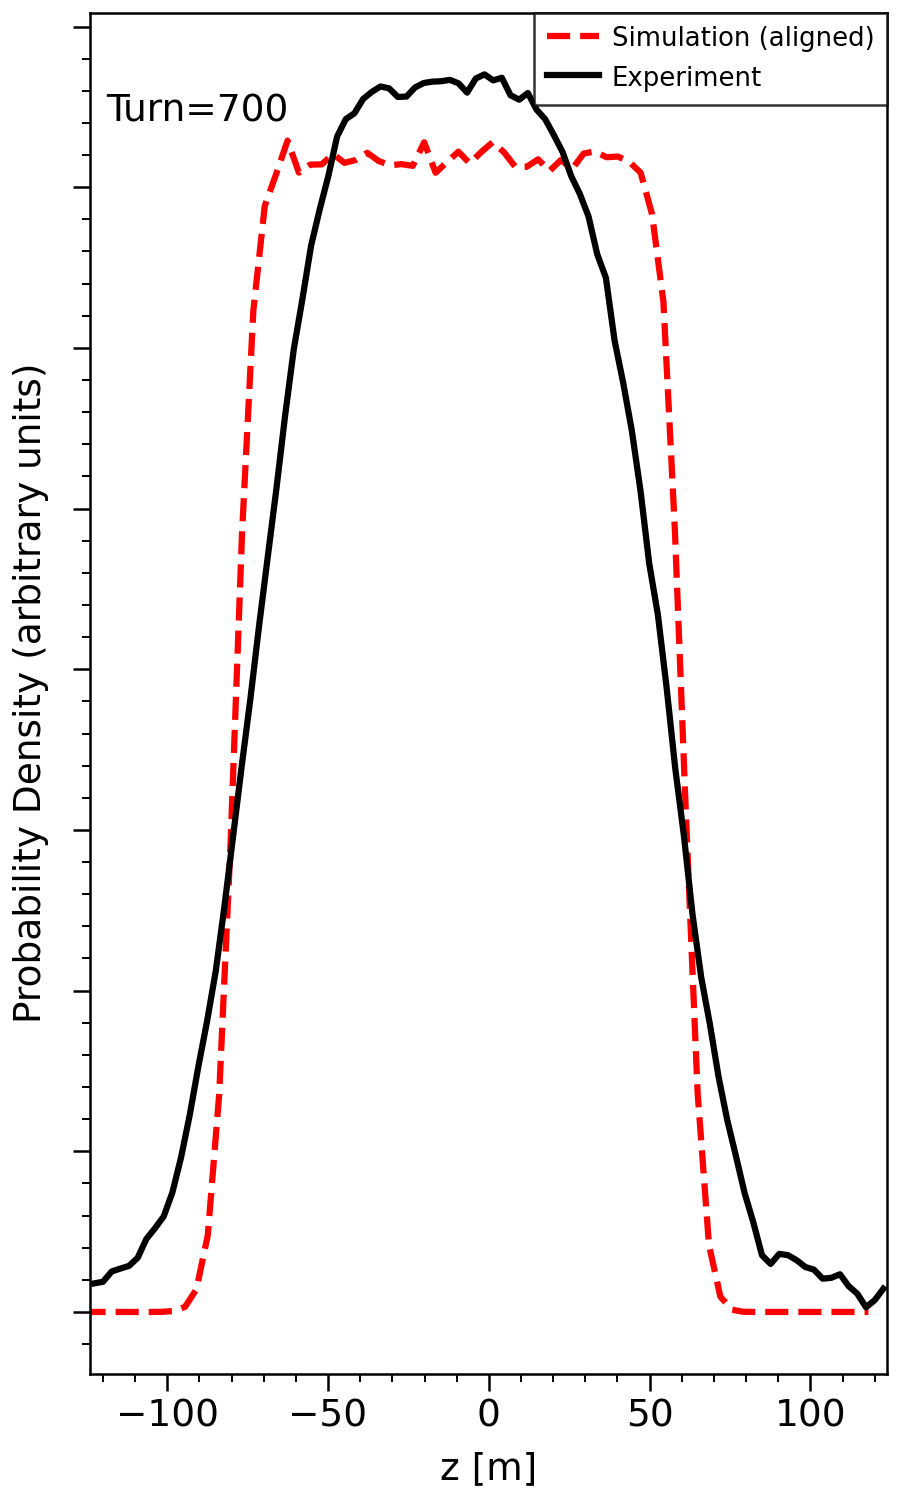 Simulation (aligned)
Experiment
Turn=700
Probability Density (arbitrary units)
−100 −50 0 50 100
z [m]